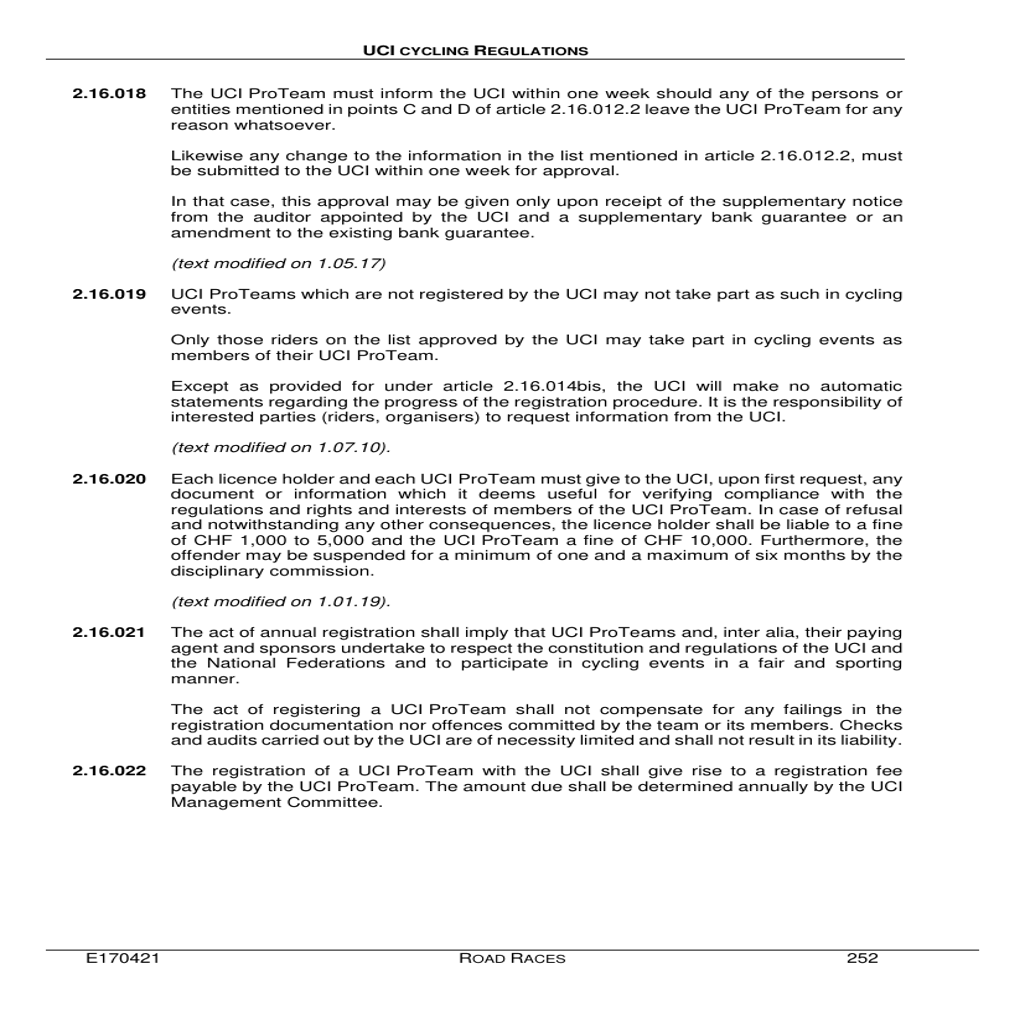 UCI CYCLING REGULATIONS
2.16.018 The UCI ProTeam must inform the UCI within one week should any of the persons or
entities mentioned in points C and D of article 2.16.012.2 leave the UCI ProTeam for any
reason whatsoever.
Likewise any change to the information in the list mentioned in article 2.16.012.2, must
be submitted to the UCI within one week for approval.
In that case, this approval may be given only upon receipt of the supplementary notice
from the auditor appointed by the UCI and a supplementary bank guarantee or an
amendment to the existing bank guarantee.
(text modified on 1.05.17)
2.16.019 UCI ProTeams which are not registered by the UCI may not take part as such in cycling
events.
Only those riders on the list approved by the UCI may take part in cycling events as
members of their UCI ProTeam.
Except as provided for under article 2.16.014bis, the UCI will make no automatic
statements regarding the progress of the registration procedure. It is the responsibility of
interested parties (riders, organisers) to request information from the UCI.
(text modified on 1.07.10).
2.16.020 Each licence holder and each UCI ProTeam must give to the UCI, upon first request, any
document or information which it deems useful for verifying compliance with the
regulations and rights and interests of members of the UCI ProTeam. In case of refusal
and notwithstanding any other consequences, the licence holder shall be liable to a fine
of CHF 1,000 to 5,000 and the UCI ProTeam a fine of CHF 10,000. Furthermore, the
offender may be suspended for a minimum of one and a maximum of six months by the
disciplinary commission.
(text modified on 1.01.19).
2.16.021 The act of annual registration shall imply that UCI ProTeams and, inter alia, their paying
agent and sponsors undertake to respect the constitution and regulations of the UCI and
the National Federations and to participate in cycling events in a fair and sporting
manner.
The act of registering a UCI ProTeam shall not compensate for any failings in the
registration documentation nor offences committed by the team or its members. Checks
and audits carried out by the UCI are of necessity limited and shall not result in its liability.
2.16.022 The registration of a UCI ProTeam with the UCI shall give rise to a registration fee
payable by the UCI ProTeam. The amount due shall be determined annually by the UCI
Management Committee.
E170421 ROAD RACES 252